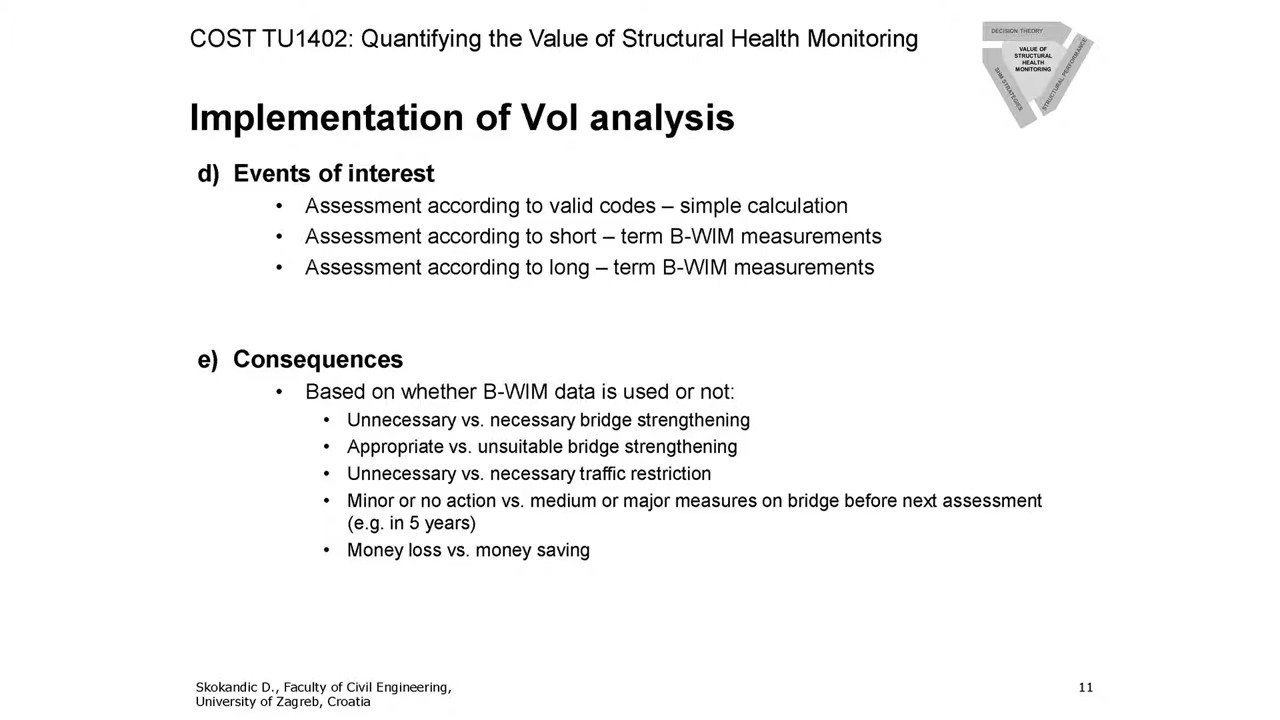 COST TU1402: Quantifying the Value of Structural Health Monitoring
DECISION THEORY
VALUE OF
STRUCTURAL
HEALTH
MONITORING
SHM STRATEGIES
STRUCTURAL PERFORMANCE
Implementation of VoI analysis
d) Events of interest
• Assessment according to valid codes – simple calculation
• Assessment according to short – term B-WIM measurements
• Assessment according to long – term B-WIM measurements
e) Consequences
• Based on whether B-WIM data is used or not:
• Unnecessary vs. necessary bridge strengthening
• Appropriate vs. unsuitable bridge strengthening
• Unnecessary vs. necessary traffic restriction
• Minor or no action vs. medium or major measures on bridge before next assessment
(e.g. in 5 years)
• Money loss vs. money saving
Skokandic D., Faculty of Civil Engineering,
University of Zagreb, Croatia
11